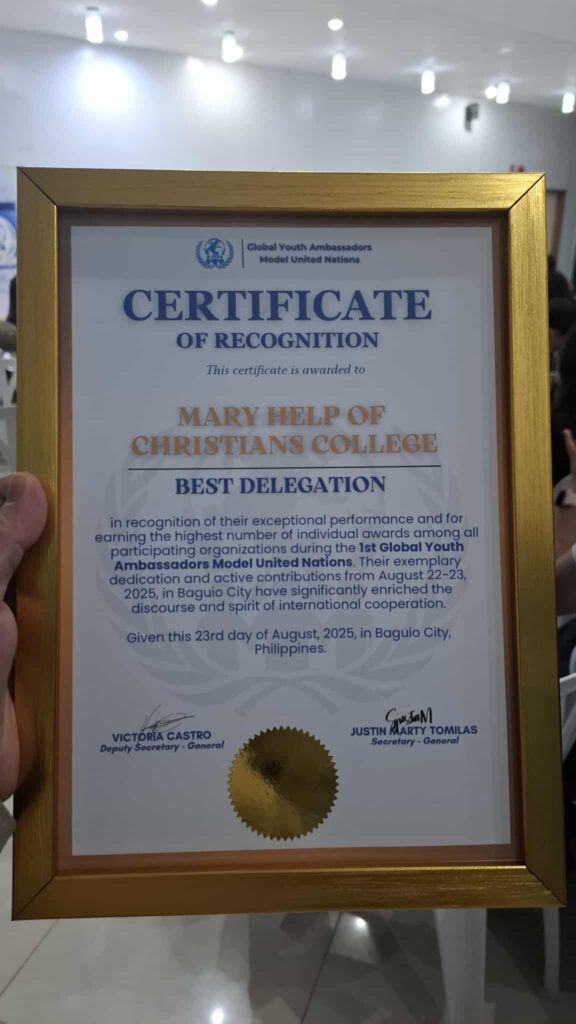 Global Youth Ambassadors
Model United Nations
CERTIFICATE
OF RECOGNITION
This certificate is awarded to
MARY HELP OF
CHRISTIANS COLLEGE
BEST DELEGATION
in recognition of their exceptional performance and for
earning the highest number of individual awards among all
participating organizations during the 1st Global Youth
Ambassadors Model United Nations. Their exemplary
dedication and active contributions from August 22-23,
2025, in Baguio City have significantly enriched the
discourse and spirit of international cooperation.
Given this 23rd day of August, 2025, in Baguio City,
Philippines.
VICTORIA CASTRO
Deputy Secretary - General
JUSTIN MARTY TOMILAS
Secretary - General